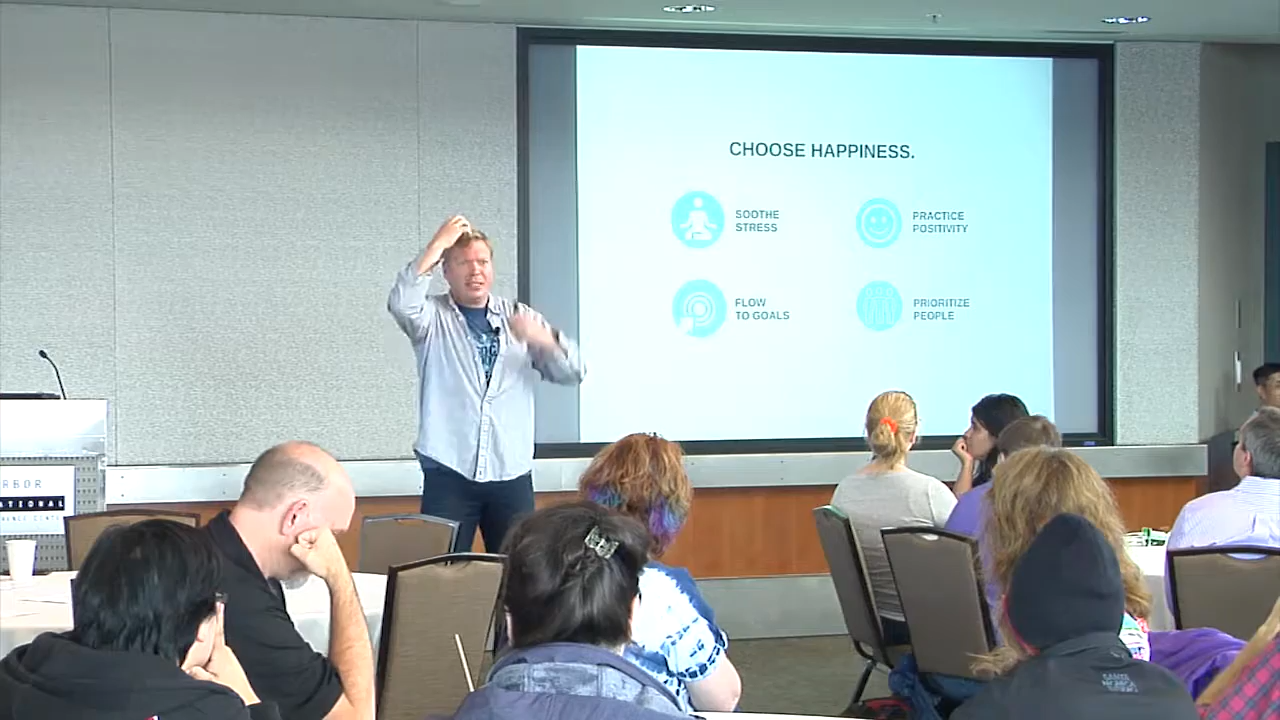 CHOOSE HAPPINESS.
SOOTHE
STRESS
PRACTICE
POSITIVITY
FLOW
TO GOALS
PRIORITIZE
PEOPLE
RBOR
ATIONAL